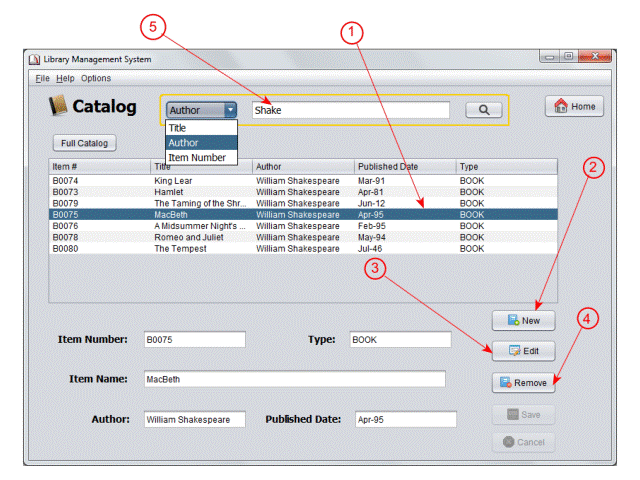 5
1
Library Management System
File Help Options
Catalog
Author
Shake
Home
Title
Author
Item Number
Full Catalog
Item # Title Author Published Date Type
B0074 King Lear William Shakespeare Mar-91 BOOK
B0073 Hamlet William Shakespeare Apr-81 BOOK
B0079 The Taming of the Shr... William Shakespeare Jun-12 BOOK
B0075 MacBeth William Shakespeare Apr-95 BOOK
B0076 A Midsummer Night's ... William Shakespeare Feb-95 BOOK
B0078 Romeo and Juliet William Shakespeare May-94 BOOK
B0080 The Tempest William Shakespeare Jul-46 BOOK
2
3
4
New
Item Number: B0075 Type: BOOK
Edit
Item Name: MacBeth
Remove
Author: William Shakespeare Published Date: Apr-95
Save
Cancel